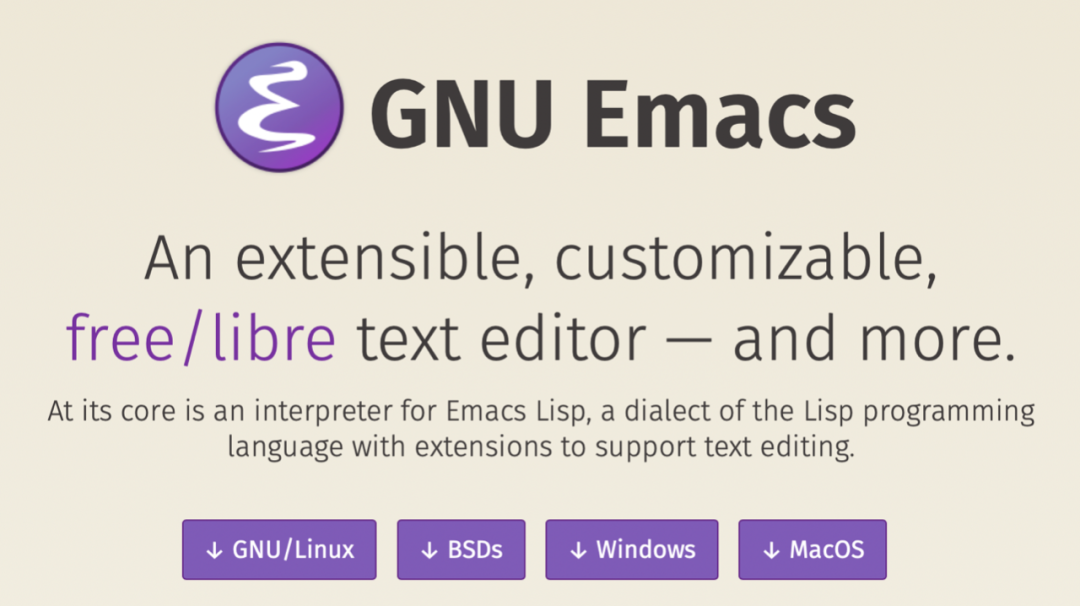 GNU Emacs
An extensible, customizable,
free/libre text editor — and more.
At its core is an interpreter for Emacs Lisp, a dialect of the Lisp programming
language with extensions to support text editing.
↓ GNU/Linux ↓ BSDs ↓ Windows ↓ MacOS